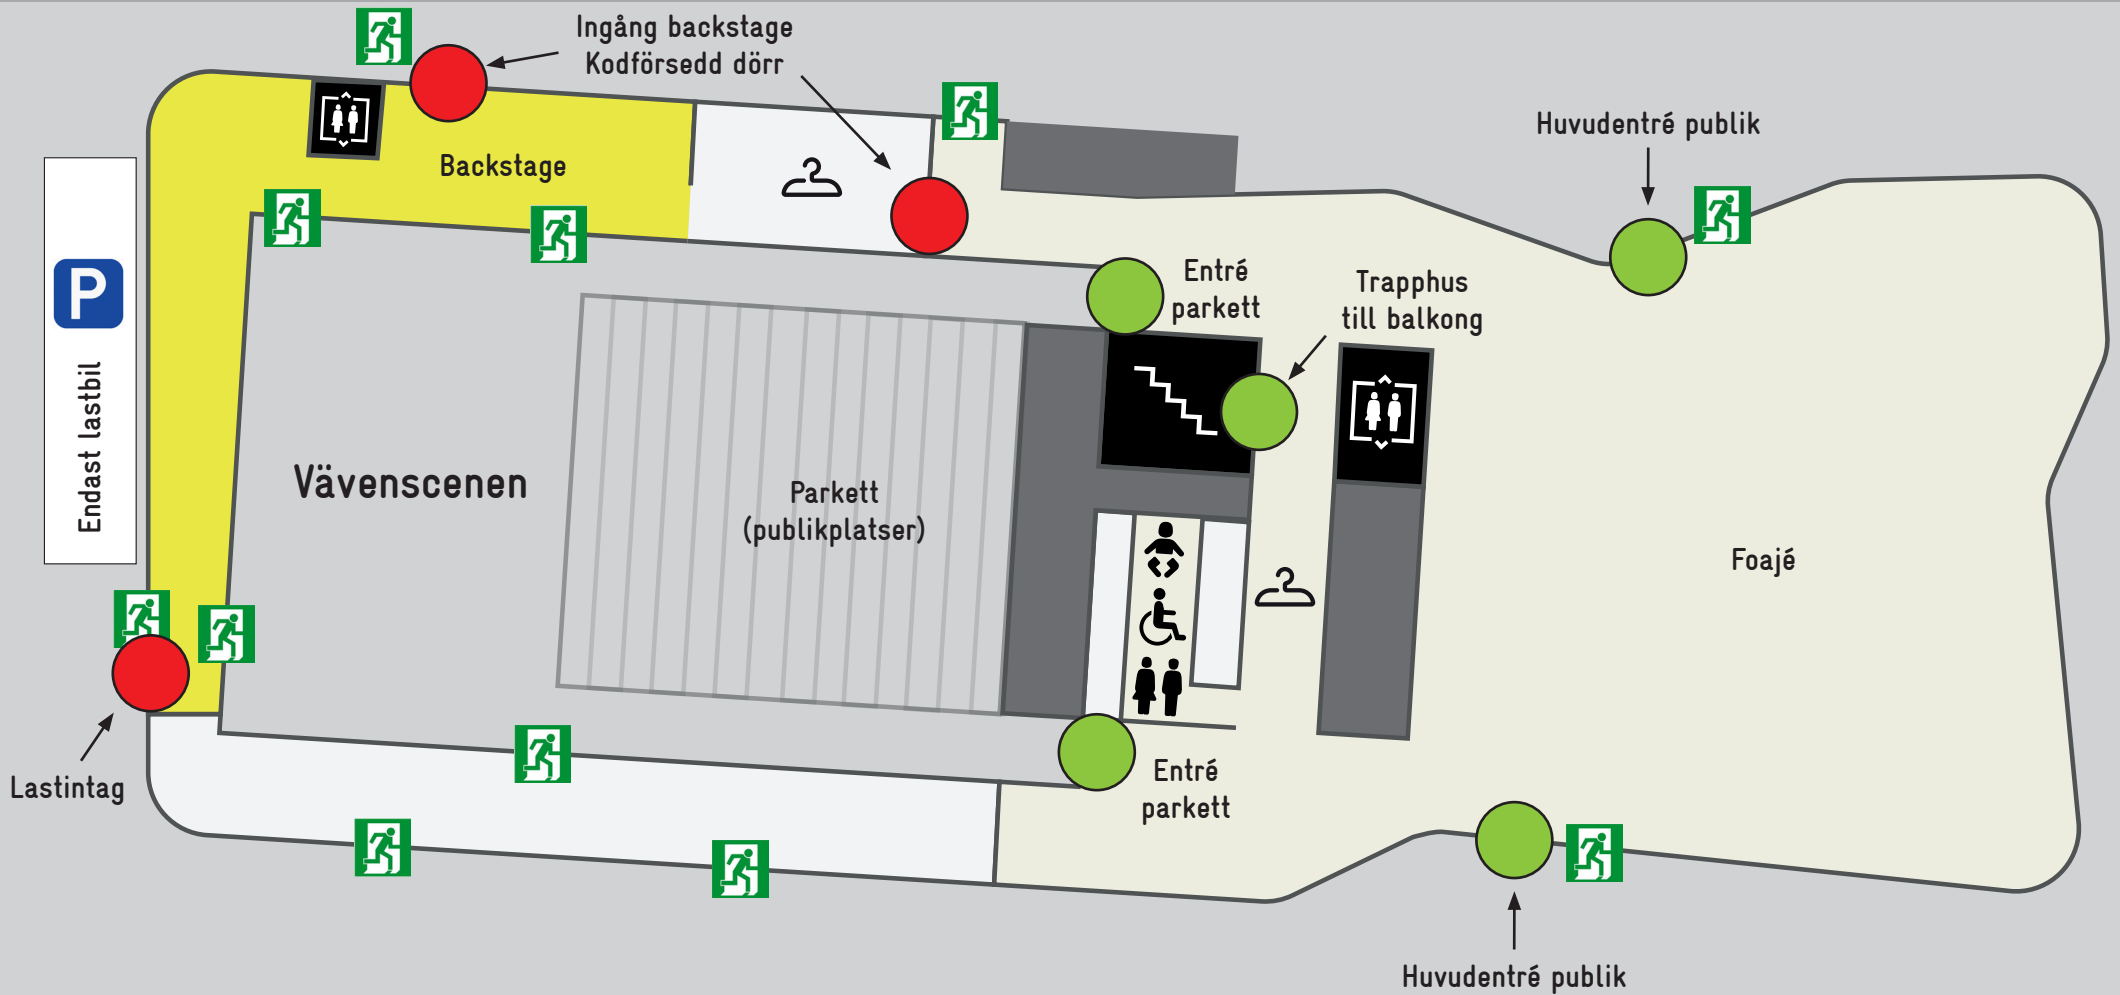 Ingång backstage
Kodförsedd dörr
Huvudentré publik
Backstage
P
Endast lastbil
Entré
parkett
Trapphus
till balkong
Vävenscenen
Parkett
(publikplatser)
Foajé
Lastintag
Entré
parkett
Huvudentré publik